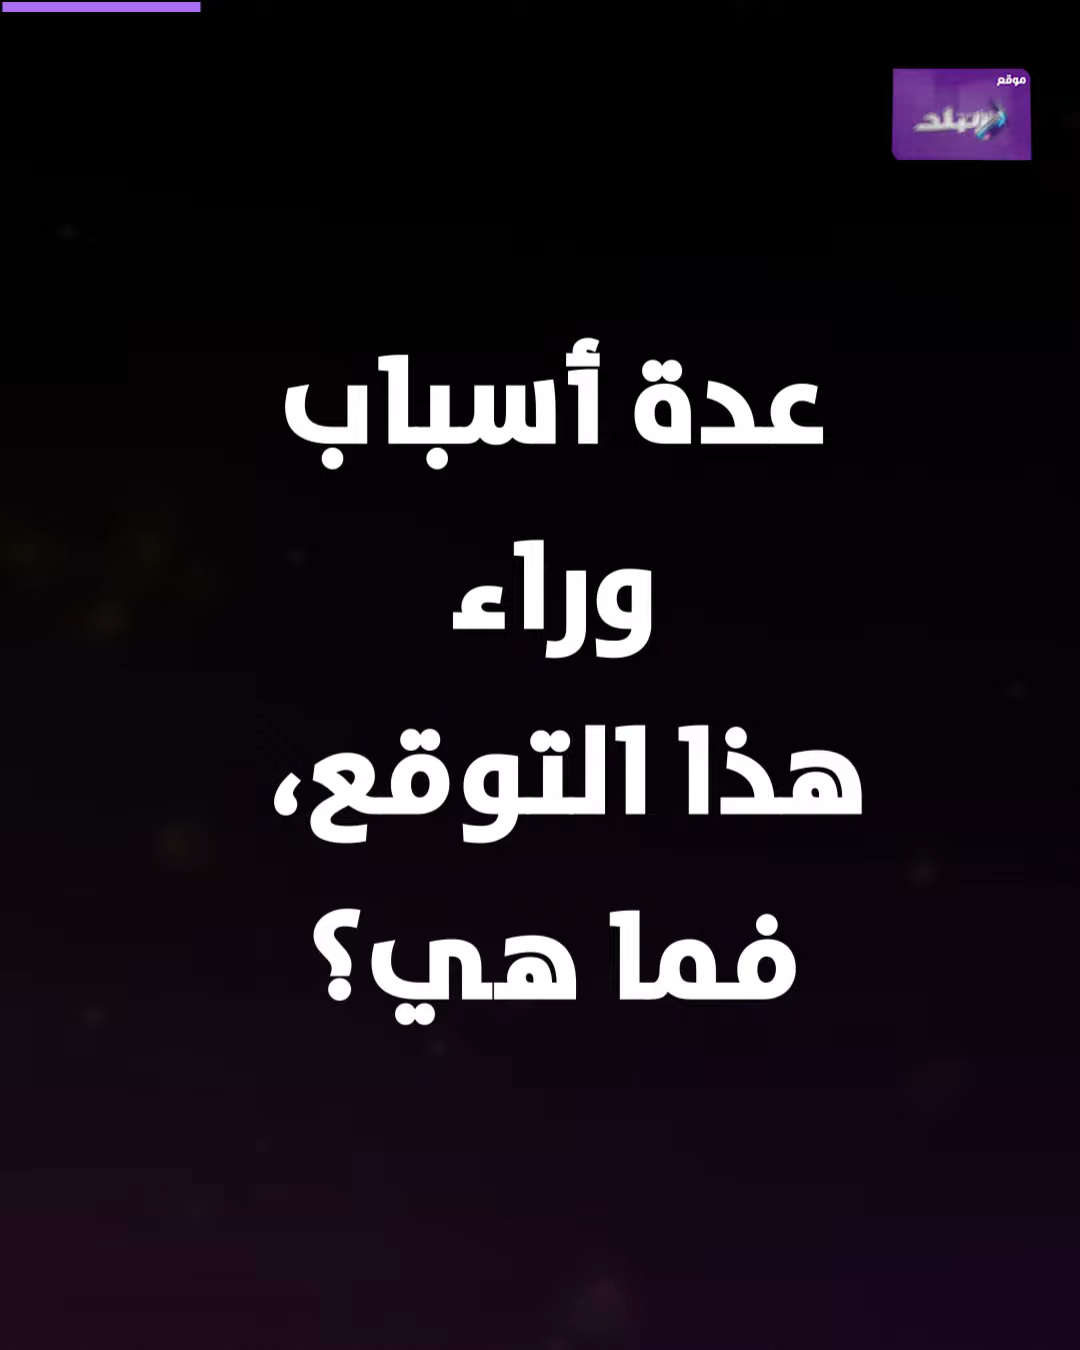 موقع
عدة أسباب
وراء
هذا التوقع،
فما هي؟